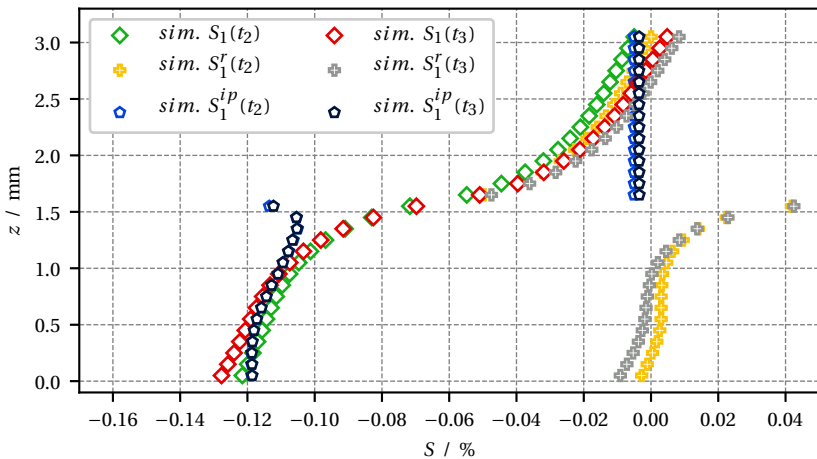 3.0
2.5
2.0
1.5
1.0
0.5
0.0
z / mm
sim. S₁(t₂)
sim. S₁ʳ(t₂)
sim. S₁ⁱᵖ(t₂)
sim. S₁(t₃)
sim. S₁ʳ(t₃)
sim. S₁ⁱᵖ(t₃)
−0.16 −0.14 −0.12 −0.10 −0.08 −0.06 −0.04 −0.02 0.00 0.02 0.04
S / %